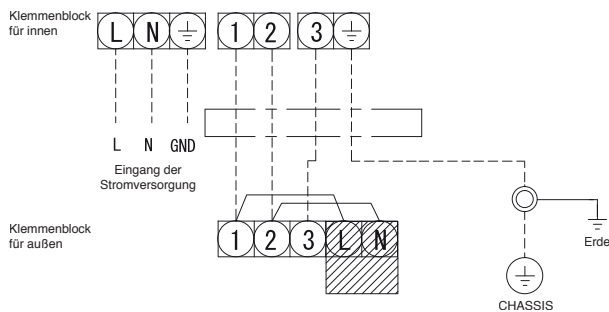 Klemmenblock
für innen
L N 1 2 3
L N GND
Eingang der
Stromversorgung
Klemmenblock
für außen
1 2 3 L N
Erde
CHASSIS